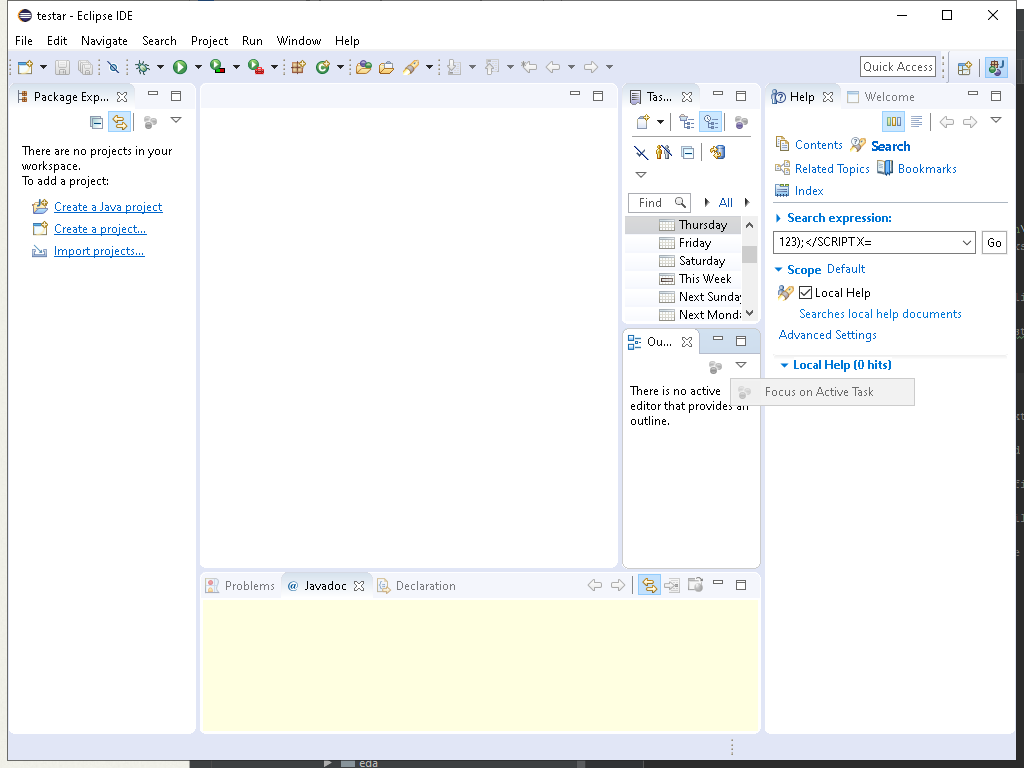 testar - Eclipse IDE
File Edit Navigate Search Project Run Window Help
Quick Access
Package Exp...
There are no projects in your
workspace.
To add a project:
Create a Java project
Create a project...
Import projects...
Tas...
Find
All
Thursday
Friday
Saturday
This Week
Next Sunday
Next Mond
Ou...
There is no active
editor that provides an
outline.
Focus on Active Task
Help
Welcome
Contents
Search
Related Topics
Bookmarks
Index
Search expression:
123);</SCRIPT X=
Go
Scope Default
Local Help
Searches local help documents
Advanced Settings
Local Help (0 hits)
Problems
@ Javadoc
Declaration
eda